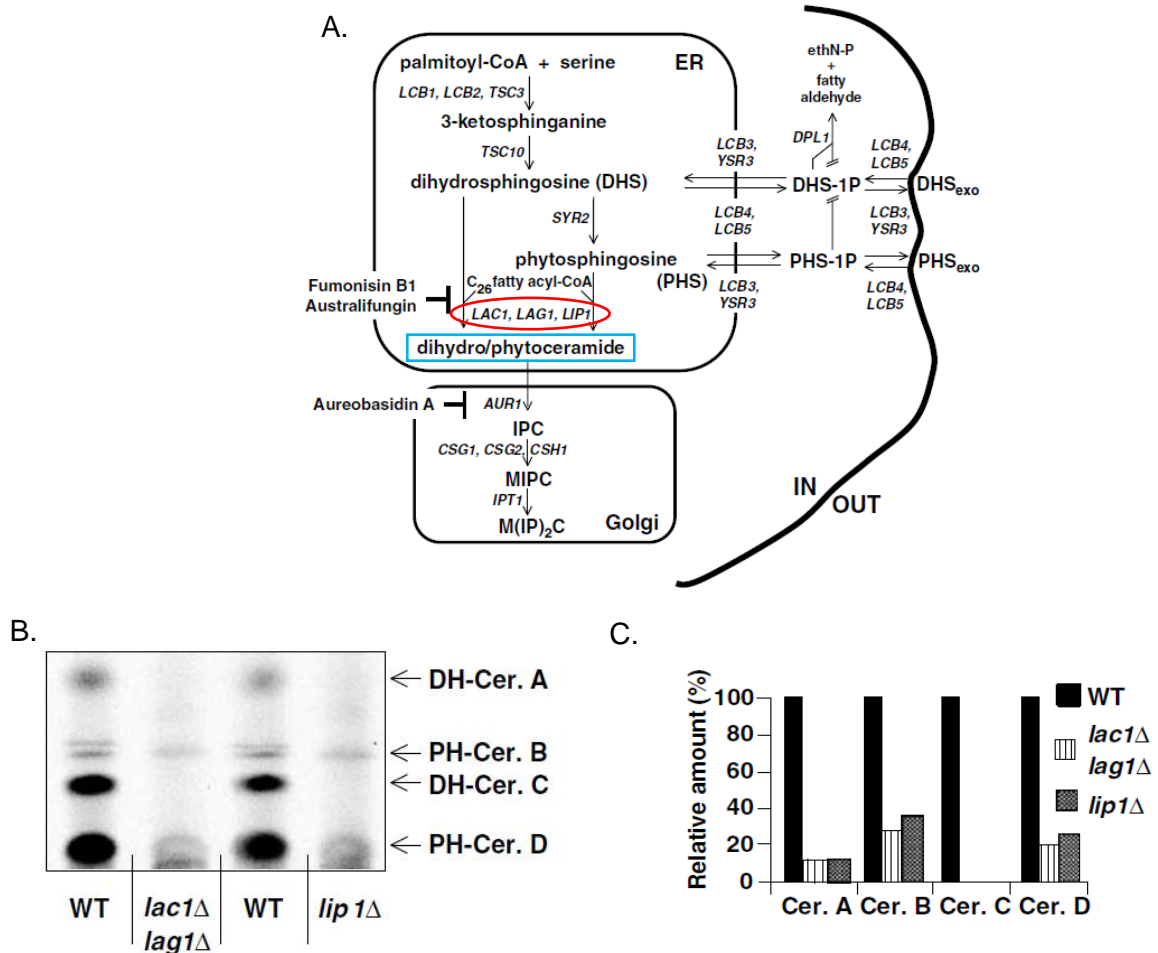 A.
palmitoyl-CoA + serine
ER
LCB1, LCB2, TSC3
3-ketosphinganine
TSC10
dihydrosphingosine (DHS)
SYR2
phytosphingosine
(PHS)
C26 fatty acyl-CoA
Fumonisin B1
Australifungin
LAC1, LAG1, LIP1
dihydro/phytoceramide
Aureobasidin A
AUR1
IPC
CSG1, CSG2, CSH1
MIPC
IPT1
M(IP)2C
Golgi
LCB3,
YSR3
LCB4,
LCB5
LCB3,
YSR3
ethN-P
+
fatty
aldehyde
DPL1
DHS-1P
PHS-1P
LCB4,
LCB5
DHSexo
LCB3,
YSR3
PHSexo
LCB4,
LCB5
IN
OUT
B.
DH-Cer. A
PH-Cer. B
DH-Cer. C
PH-Cer. D
WT
lac1Δ
lag1Δ
WT
lip 1Δ
C.
Relative amount (%)
100
80
60
40
20
0
Cer. A
Cer. B
Cer. C
Cer. D
WT
lac1Δ
lag1Δ
lip1Δ